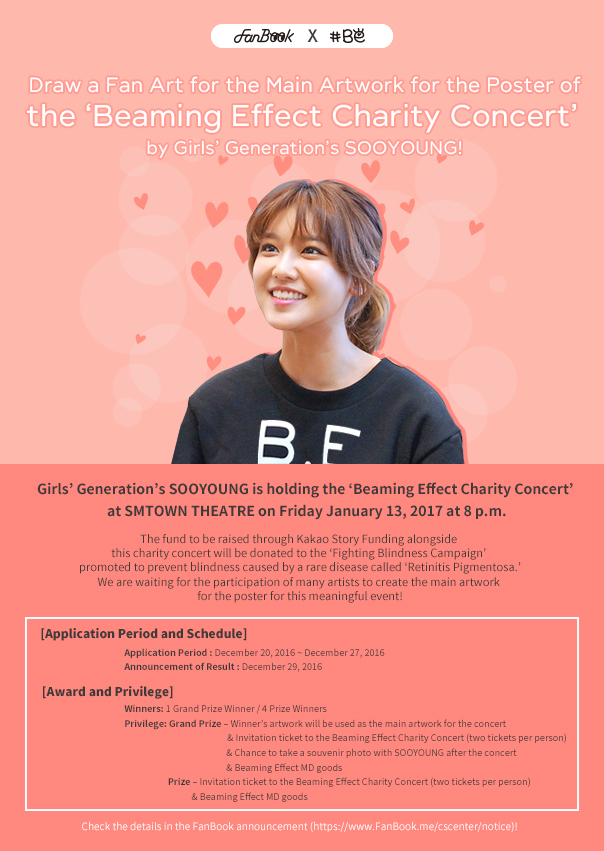 FanBook X #BE
Draw a Fan Art for the Main Artwork for the Poster of
the ‘Beaming Effect Charity Concert’
by Girls’ Generation’s SOOYOUNG!
B.E
Girls’ Generation’s SOOYOUNG is holding the ‘Beaming Effect Charity Concert’
at SMTOWN THEATRE on Friday January 13, 2017 at 8 p.m.
The fund to be raised through Kakao Story Funding alongside
this charity concert will be donated to the ‘Fighting Blindness Campaign’
promoted to prevent blindness caused by a rare disease called ‘Retinitis Pigmentosa.’
We are waiting for the participation of many artists to create the main artwork
for the poster for this meaningful event!
[Application Period and Schedule]
Application Period : December 20, 2016 ~ December 27, 2016
Announcement of Result : December 29, 2016
[Award and Privilege]
Winners: 1 Grand Prize Winner / 4 Prize Winners
Privilege: Grand Prize – Winner’s artwork will be used as the main artwork for the concert
& Invitation ticket to the Beaming Effect Charity Concert (two tickets per person)
& Chance to take a souvenir photo with SOOYOUNG after the concert
& Beaming Effect MD goods
Prize – Invitation ticket to the Beaming Effect Charity Concert (two tickets per person)
& Beaming Effect MD goods
Check the details in the FanBook announcement (https://www.FanBook.me/cscenter/notice)!